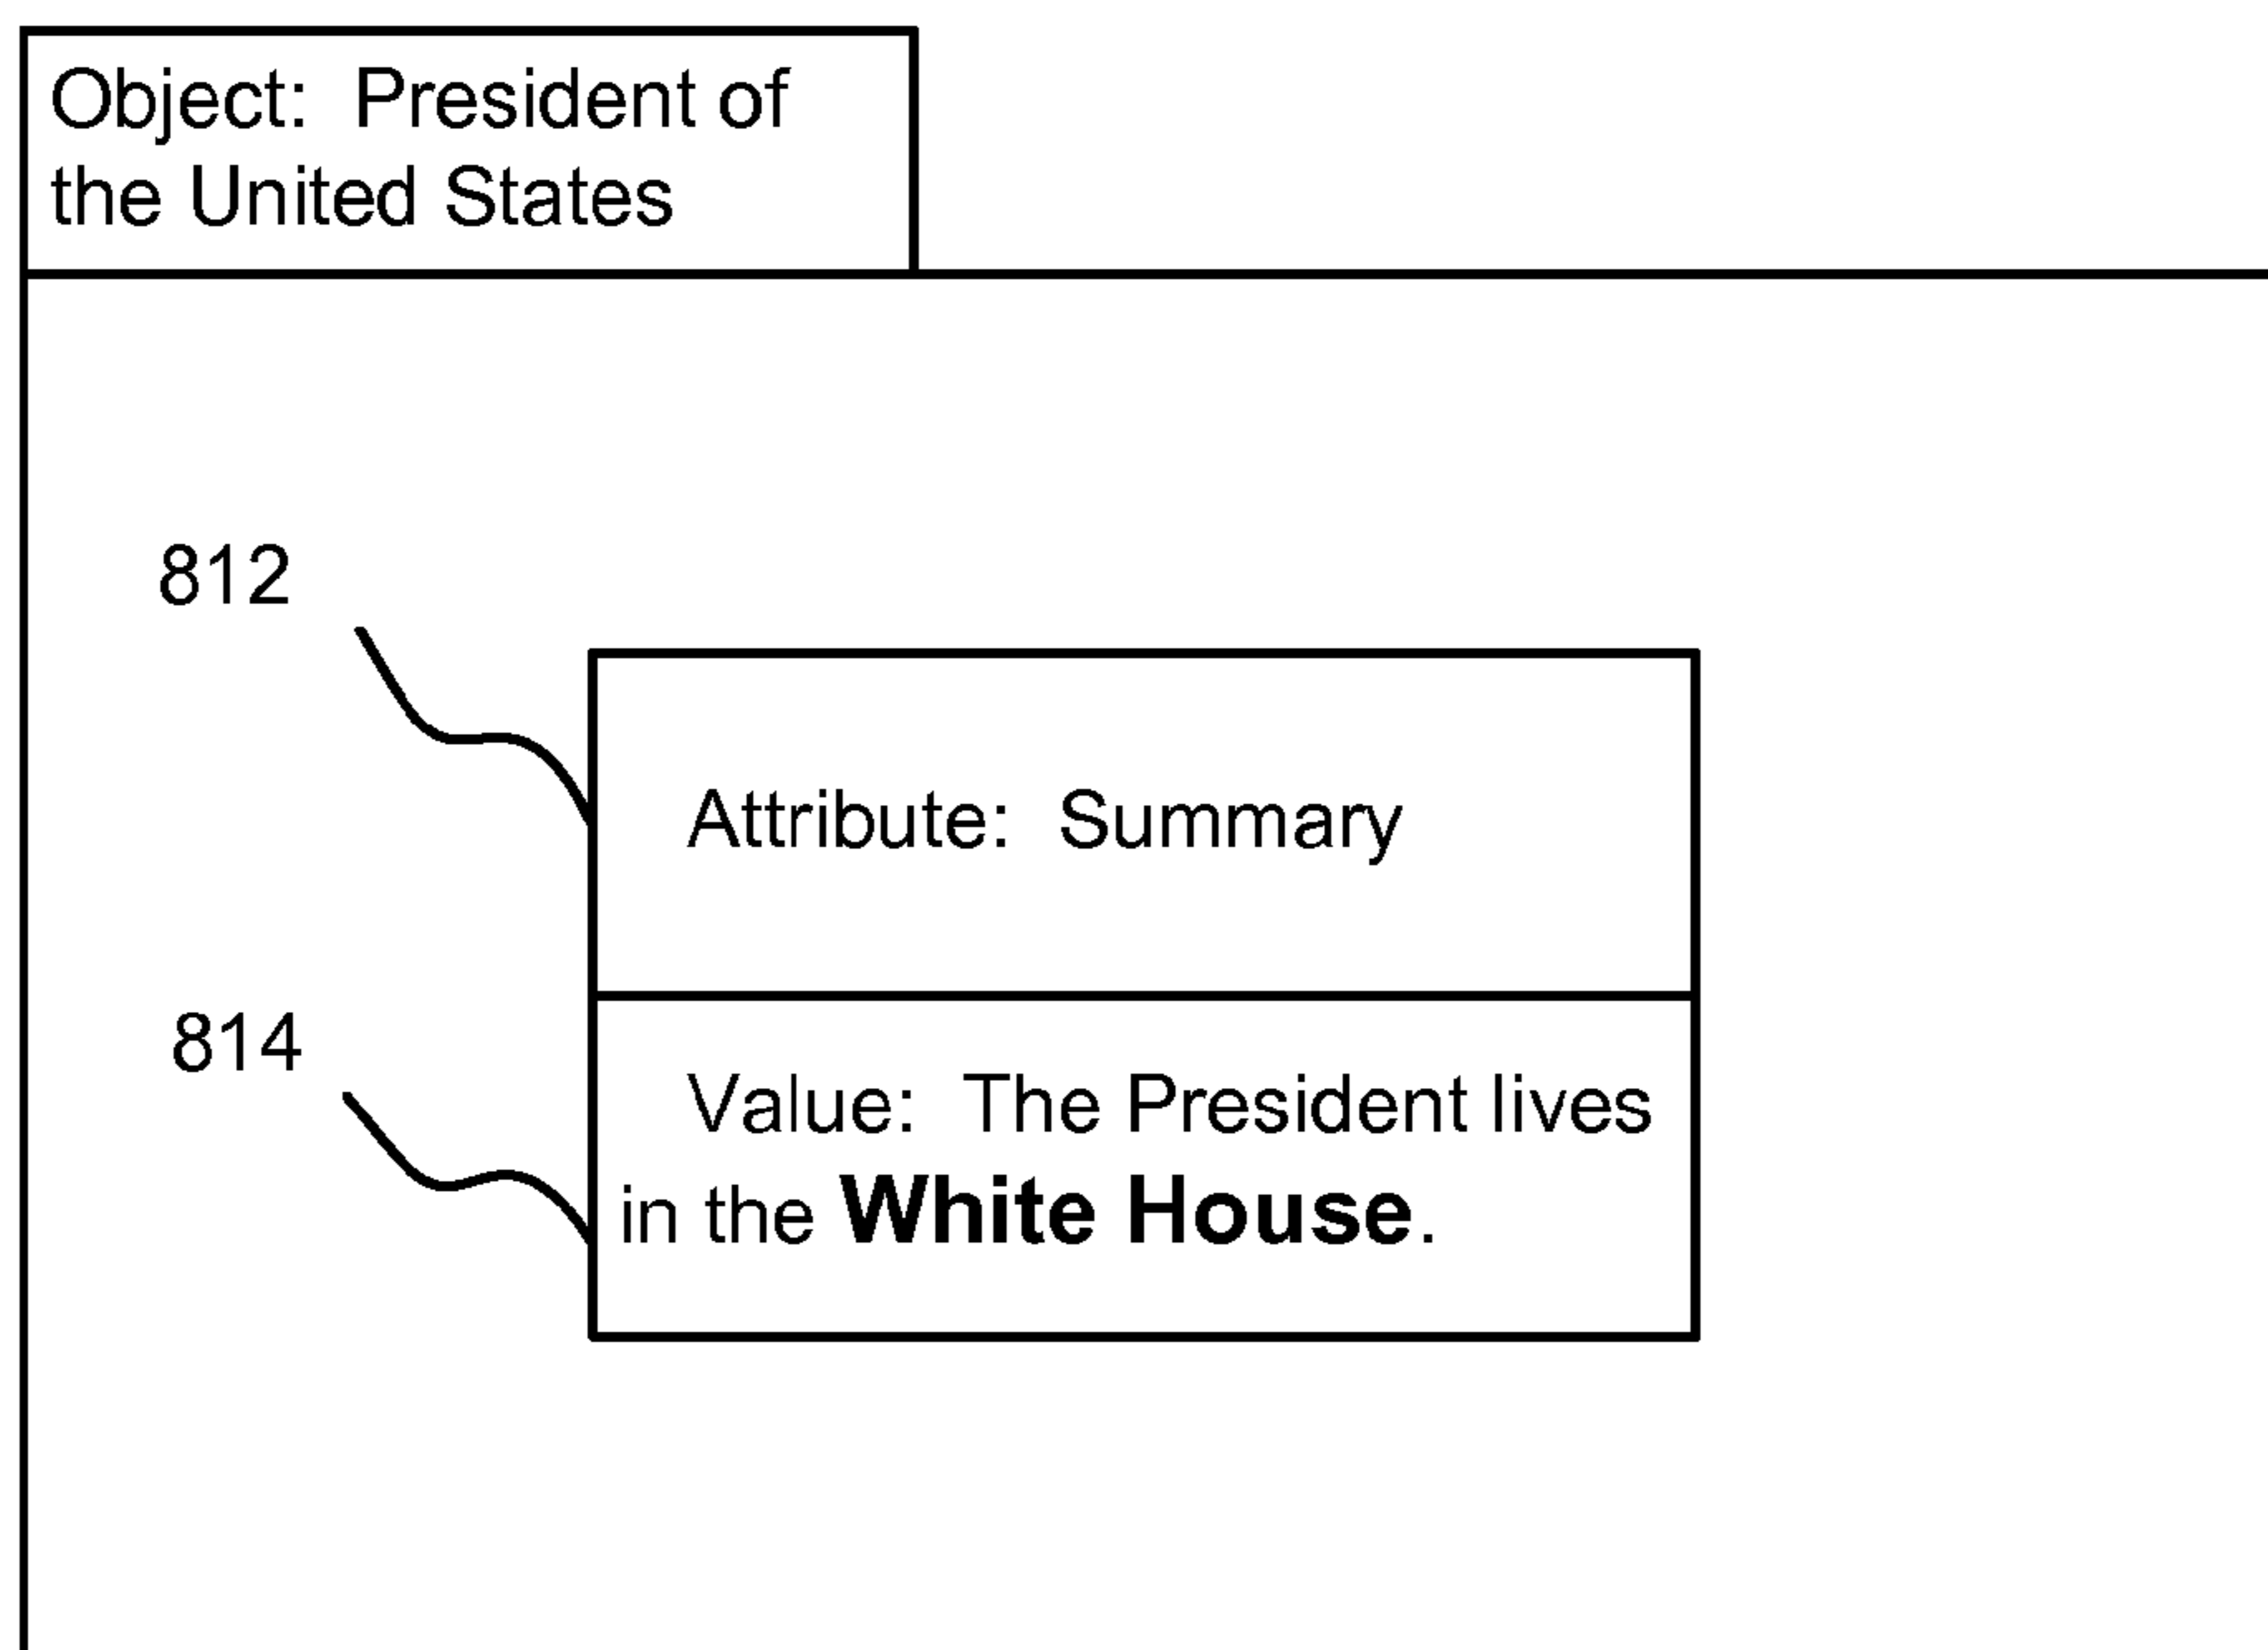 Object: President of
the United States
812
Attribute: Summary
814
Value: The President lives
in the White House.